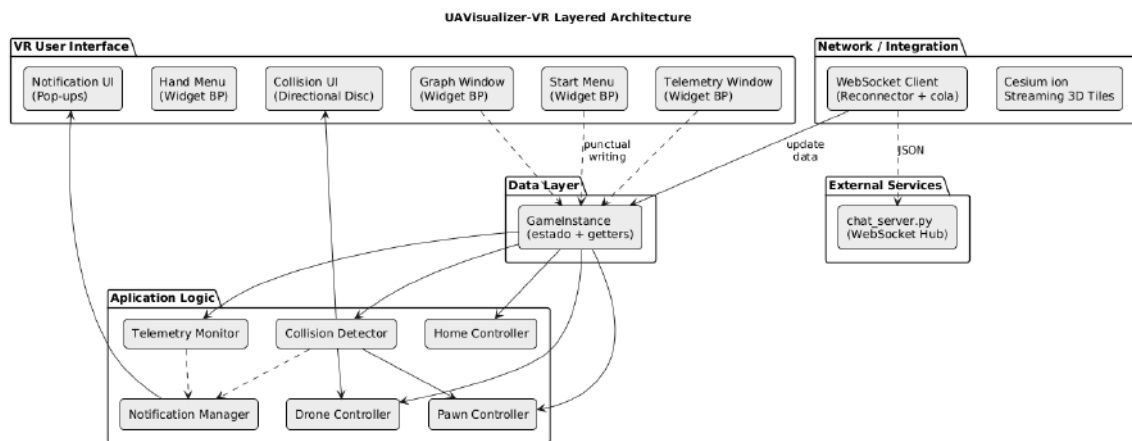 UAVisualizer-VR Layered Architecture
VR User Interface
Notification UI
(Pop-ups)
Hand Menu
(Widget BP)
Collision UI
(Directional Disc)
Graph Window
(Widget BP)
Start Menu
(Widget BP)
Telemetry Window
(Widget BP)
Network / Integration
WebSocket Client
(Reconnector + cola)
Cesium ion
Streaming 3D Tiles
punctual
writing
update
data
JSON
Data Layer
GameInstance
(estado + getters)
External Services
chat_server.py
(WebSocket Hub)
Aplication Logic
Telemetry Monitor
Collision Detector
Home Controller
Notification Manager
Drone Controller
Pawn Controller